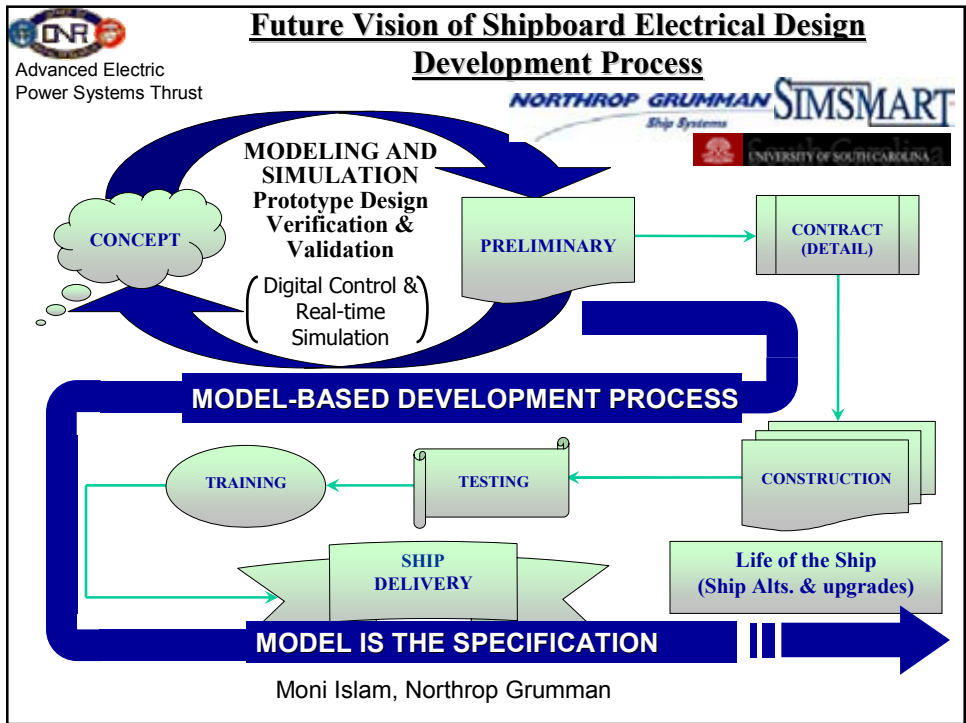 ONR
Future Vision of Shipboard Electrical Design
Development Process
Advanced Electric
Power Systems Thrust
NORTHROP GRUMMAN
Ship Systems
SIMSMART
South Carolina
UNIVERSITY OF SOUTH CAROLINA
MODELING AND
SIMULATION
Prototype Design
Verification &
Validation
(Digital Control &
Real-time
Simulation)
CONCEPT
PRELIMINARY
CONTRACT
(DETAIL)
MODEL-BASED DEVELOPMENT PROCESS
TRAINING
TESTING
CONSTRUCTION
SHIP
DELIVERY
Life of the Ship
(Ship Alts. & upgrades)
MODEL IS THE SPECIFICATION
Moni Islam, Northrop Grumman